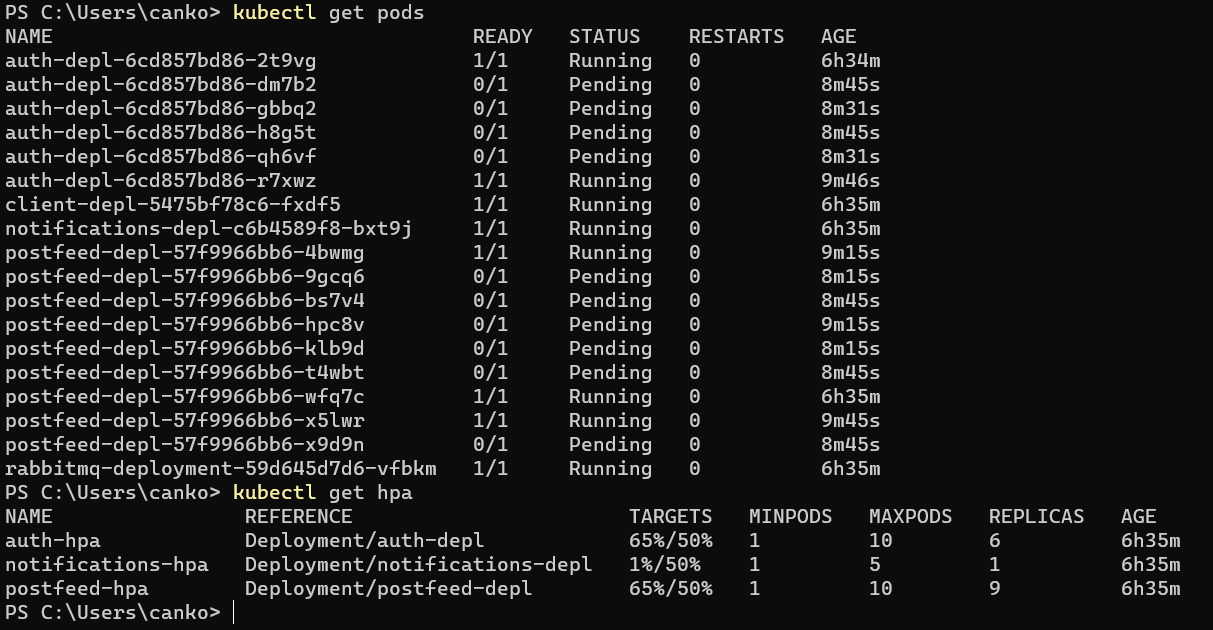 PS C:\Users\canko> kubectl get pods
NAME READY STATUS RESTARTS AGE
auth-depl-6cd857bd86-2t9vg 1/1 Running 0 6h34m
auth-depl-6cd857bd86-dm7b2 0/1 Pending 0 8m45s
auth-depl-6cd857bd86-gbbq2 0/1 Pending 0 8m31s
auth-depl-6cd857bd86-h8g5t 0/1 Pending 0 8m45s
auth-depl-6cd857bd86-qh6vf 0/1 Pending 0 8m31s
auth-depl-6cd857bd86-r7xwz 1/1 Running 0 9m46s
client-depl-5475bf78c6-fxdf5 1/1 Running 0 6h35m
notifications-depl-c6b4589f8-bxt9j 1/1 Running 0 6h35m
postfeed-depl-57f9966bb6-4bwmg 1/1 Running 0 9m15s
postfeed-depl-57f9966bb6-9gcq6 0/1 Pending 0 8m15s
postfeed-depl-57f9966bb6-bs7v4 0/1 Pending 0 8m45s
postfeed-depl-57f9966bb6-hpc8v 0/1 Pending 0 9m15s
postfeed-depl-57f9966bb6-klb9d 0/1 Pending 0 8m15s
postfeed-depl-57f9966bb6-t4wbt 0/1 Pending 0 8m45s
postfeed-depl-57f9966bb6-wfq7c 1/1 Running 0 6h35m
postfeed-depl-57f9966bb6-x5lwr 1/1 Running 0 9m45s
postfeed-depl-57f9966bb6-x9d9n 0/1 Pending 0 8m45s
rabbitmq-deployment-59d645d7d6-vfbkm 1/1 Running 0 6h35m
PS C:\Users\canko> kubectl get hpa
NAME REFERENCE TARGETS MINPODS MAXPODS REPLICAS AGE
auth-hpa Deployment/auth-depl 65%/50% 1 10 6 6h35m
notifications-hpa Deployment/notifications-depl 1%/50% 1 5 1 6h35m
postfeed-hpa Deployment/postfeed-depl 65%/50% 1 10 9 6h35m
PS C:\Users\canko>